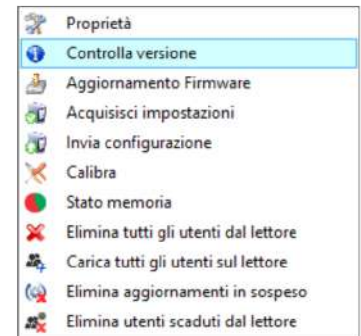 Proprietà
Controlla versione
Aggiornamento Firmware
Acquisisci impostazioni
Invia configurazione
Calibra
Stato memoria
Elimina tutti gli utenti dal lettore
Carica tutti gli utenti sul lettore
Elimina aggiornamenti in sospeso
Elimina utenti scaduti dal lettore